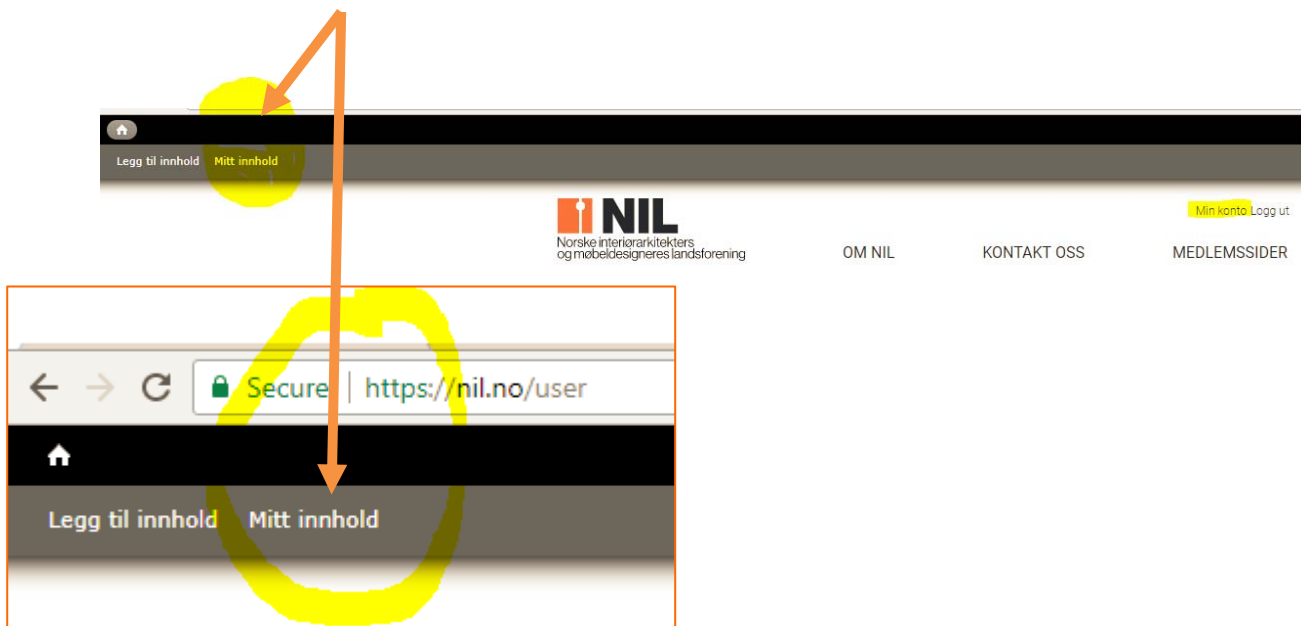 Legg til innhold Mitt innhold
NIL
Norske interiørarkitekters
og møbeldesigneres landsforening
Min konto Logg ut
OM NIL KONTAKT OSS MEDLEMSSIDER
Secure https://nil.no/user
Legg til innhold Mitt innhold